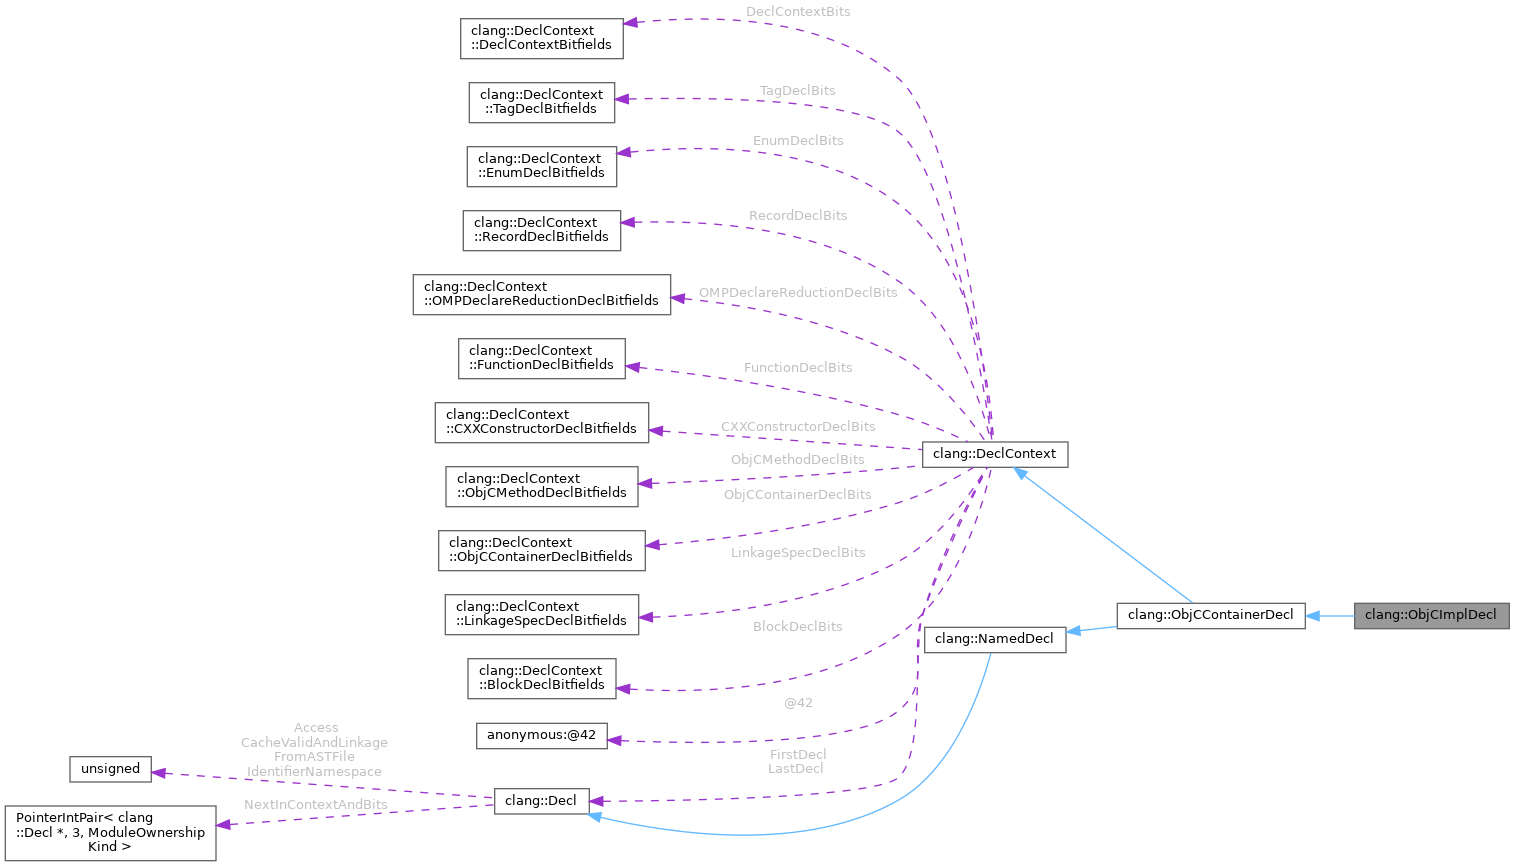 DeclContextBits
clang::DeclContext
::DeclContextBitfields
TagDeclBits
clang::DeclContext
::TagDeclBitfields
EnumDeclBits
clang::DeclContext
::EnumDeclBitfields
RecordDeclBits
clang::DeclContext
::RecordDeclBitfields
OMPDeclareReductionDeclBits
clang::DeclContext
::OMPDeclareReductionDeclBitfields
FunctionDeclBits
clang::DeclContext
::FunctionDeclBitfields
CXXConstructorDeclBits
clang::DeclContext
::CXXConstructorDeclBitfields
clang::DeclContext
ObjCMethodDeclBits
clang::DeclContext
::ObjCMethodDeclBitfields
ObjCContainerDeclBits
clang::DeclContext
::ObjCContainerDeclBitfields
LinkageSpecDeclBits
clang::DeclContext
::LinkageSpecDeclBitfields
clang::ObjCContainerDecl
clang::ObjCImplDecl
BlockDeclBits
clang::NamedDecl
clang::DeclContext
::BlockDeclBitfields
@42
anonymous:@42
Access
CacheValidAndLinkage
FromASTFile
IdentifierNamespace
FirstDecl
LastDecl
unsigned
clang::Decl
NextInContextAndBits
PointerIntPair< clang
::Decl *, 3, ModuleOwnership
Kind >